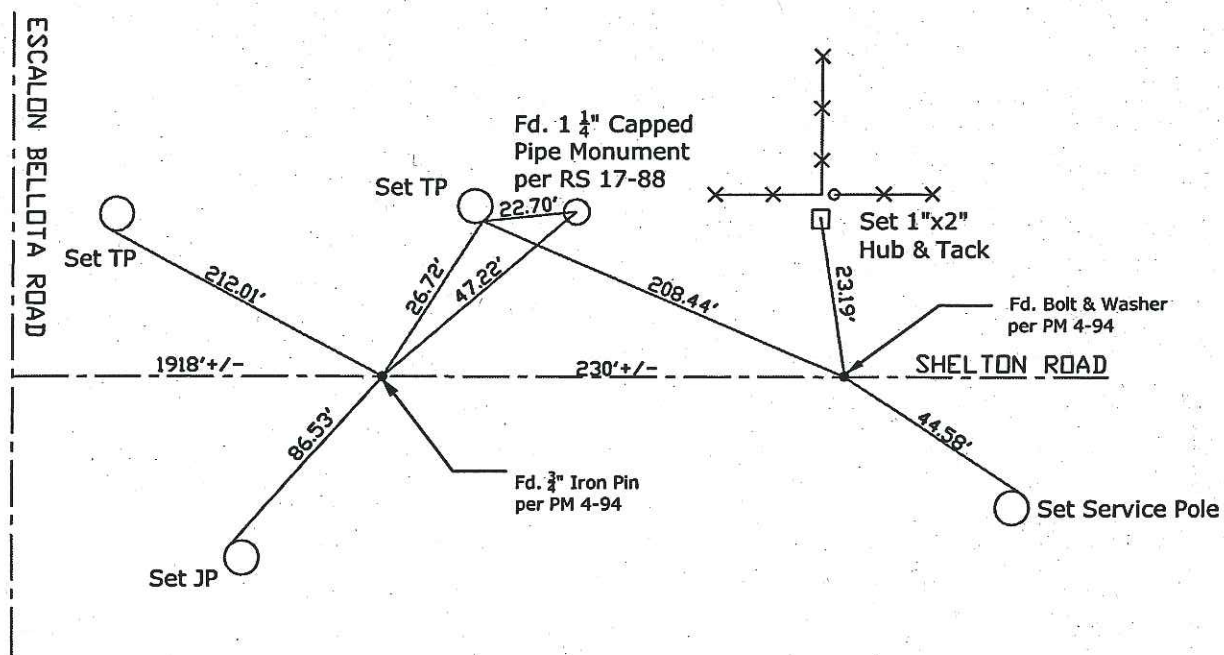 ESCALON BELLOTA ROAD
Fd. 1 1/4" Capped
Pipe Monument
per RS 17-88
Set TP
22.70'
Set TP
Set 1"x2"
Hub & Tack
212.01'
26.72'
47.22'
208.44'
23.19'
Fd. Bolt & Washer
per PM 4-94
1918'+/-
230'+/-
SHELTON ROAD
86.53'
44.58'
Fd. 3/4" Iron Pin
per PM 4-94
Set Service Pole
Set JP